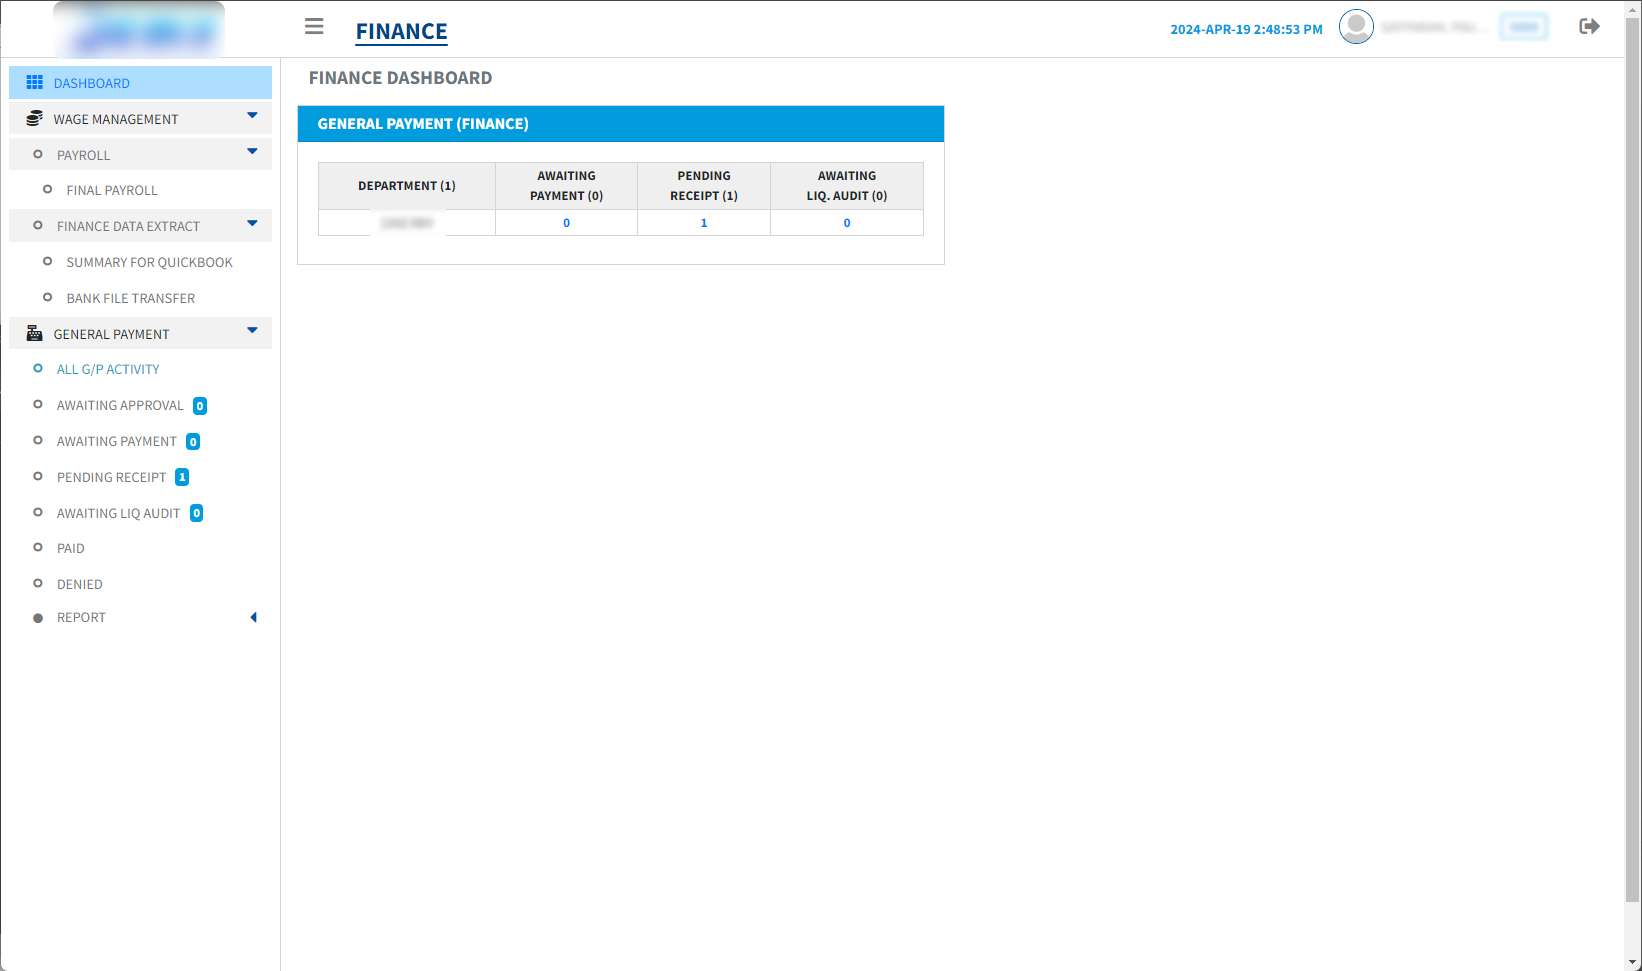 FINANCE
2024-APR-19 2:48:53 PM
DASHBOARD
WAGE MANAGEMENT
PAYROLL
FINAL PAYROLL
FINANCE DATA EXTRACT
SUMMARY FOR QUICKBOOK
BANK FILE TRANSFER
GENERAL PAYMENT
ALL G/P ACTIVITY
AWAITING APPROVAL 0
AWAITING PAYMENT 0
PENDING RECEIPT 1
AWAITING LIQ AUDIT 0
PAID
DENIED
REPORT
FINANCE DASHBOARD
GENERAL PAYMENT (FINANCE)
DEPARTMENT (1)
AWAITING
PAYMENT (0)
PENDING
RECEIPT (1)
AWAITING
LIQ. AUDIT (0)
0 1 0